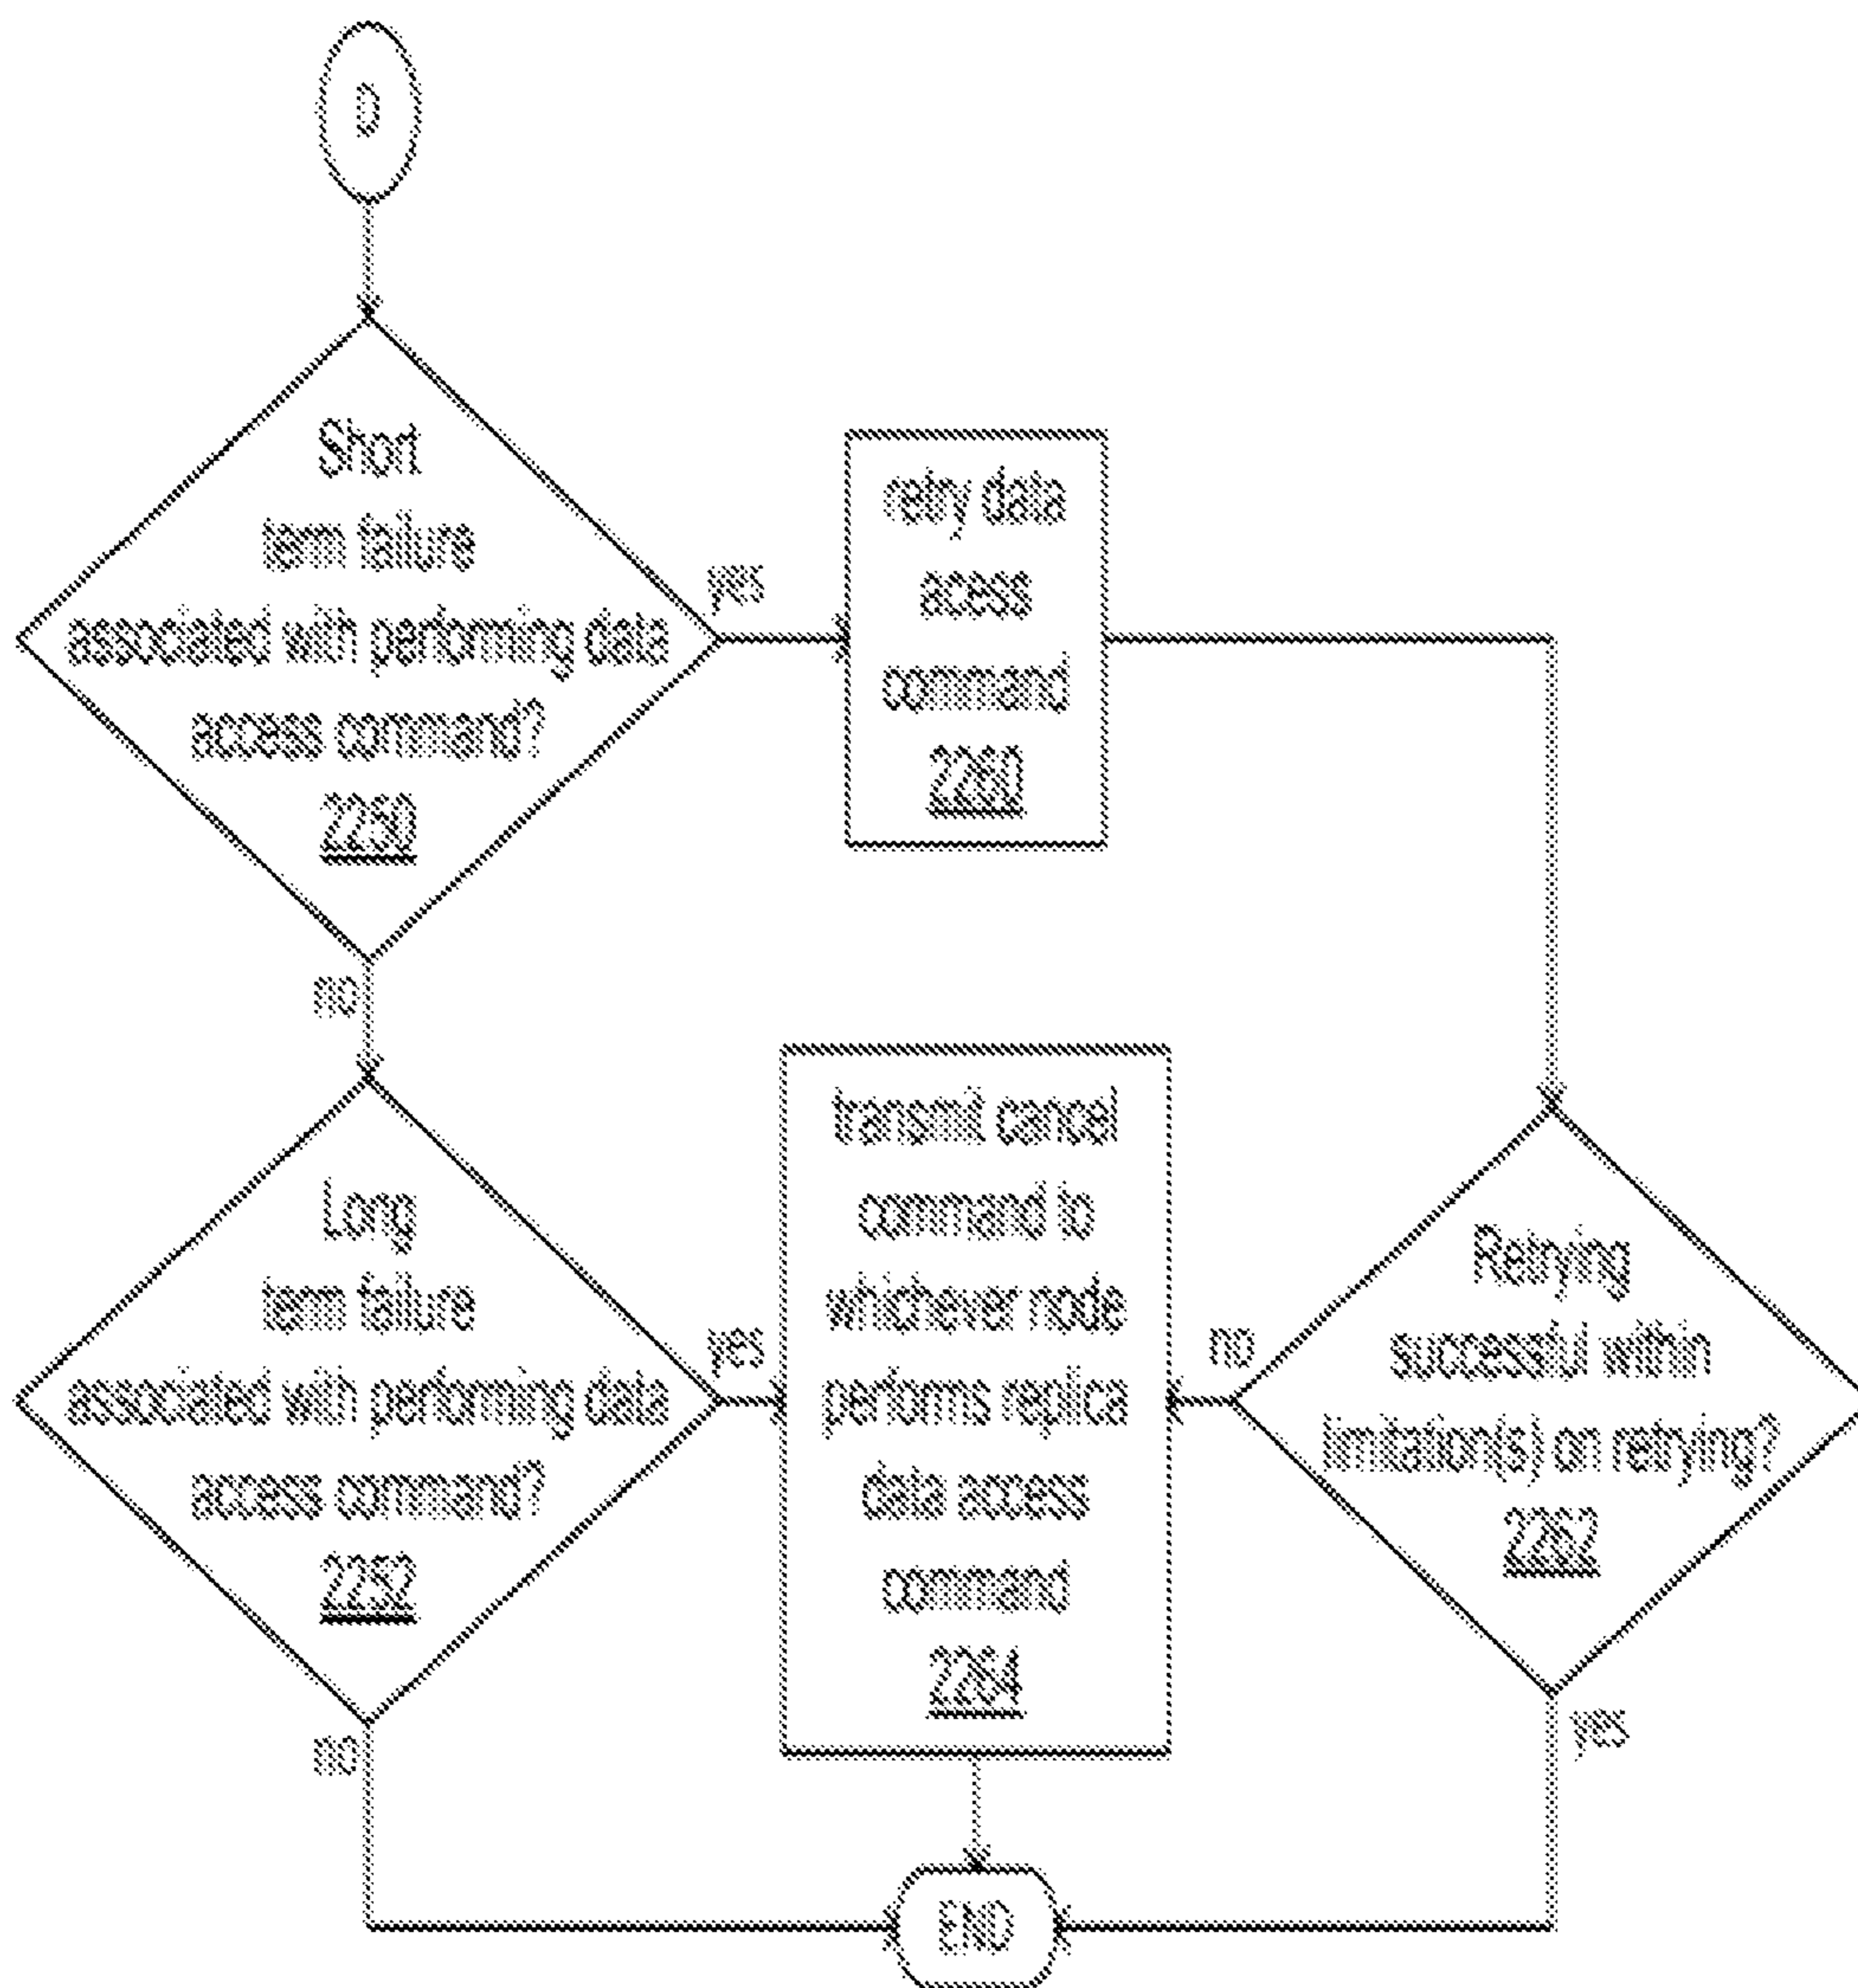 D
Short
term failure
associated with performing data
access command?
2250
yes
retry data
acess
command
2260
no
Long
term failure
associated with performing data
access command?
2252
yes
transmit cancel
command to
whichever node
performs replica
data access
command
2264
no
Retrying
successful within
limitation(s) on retrying?
2262
no
yes
END